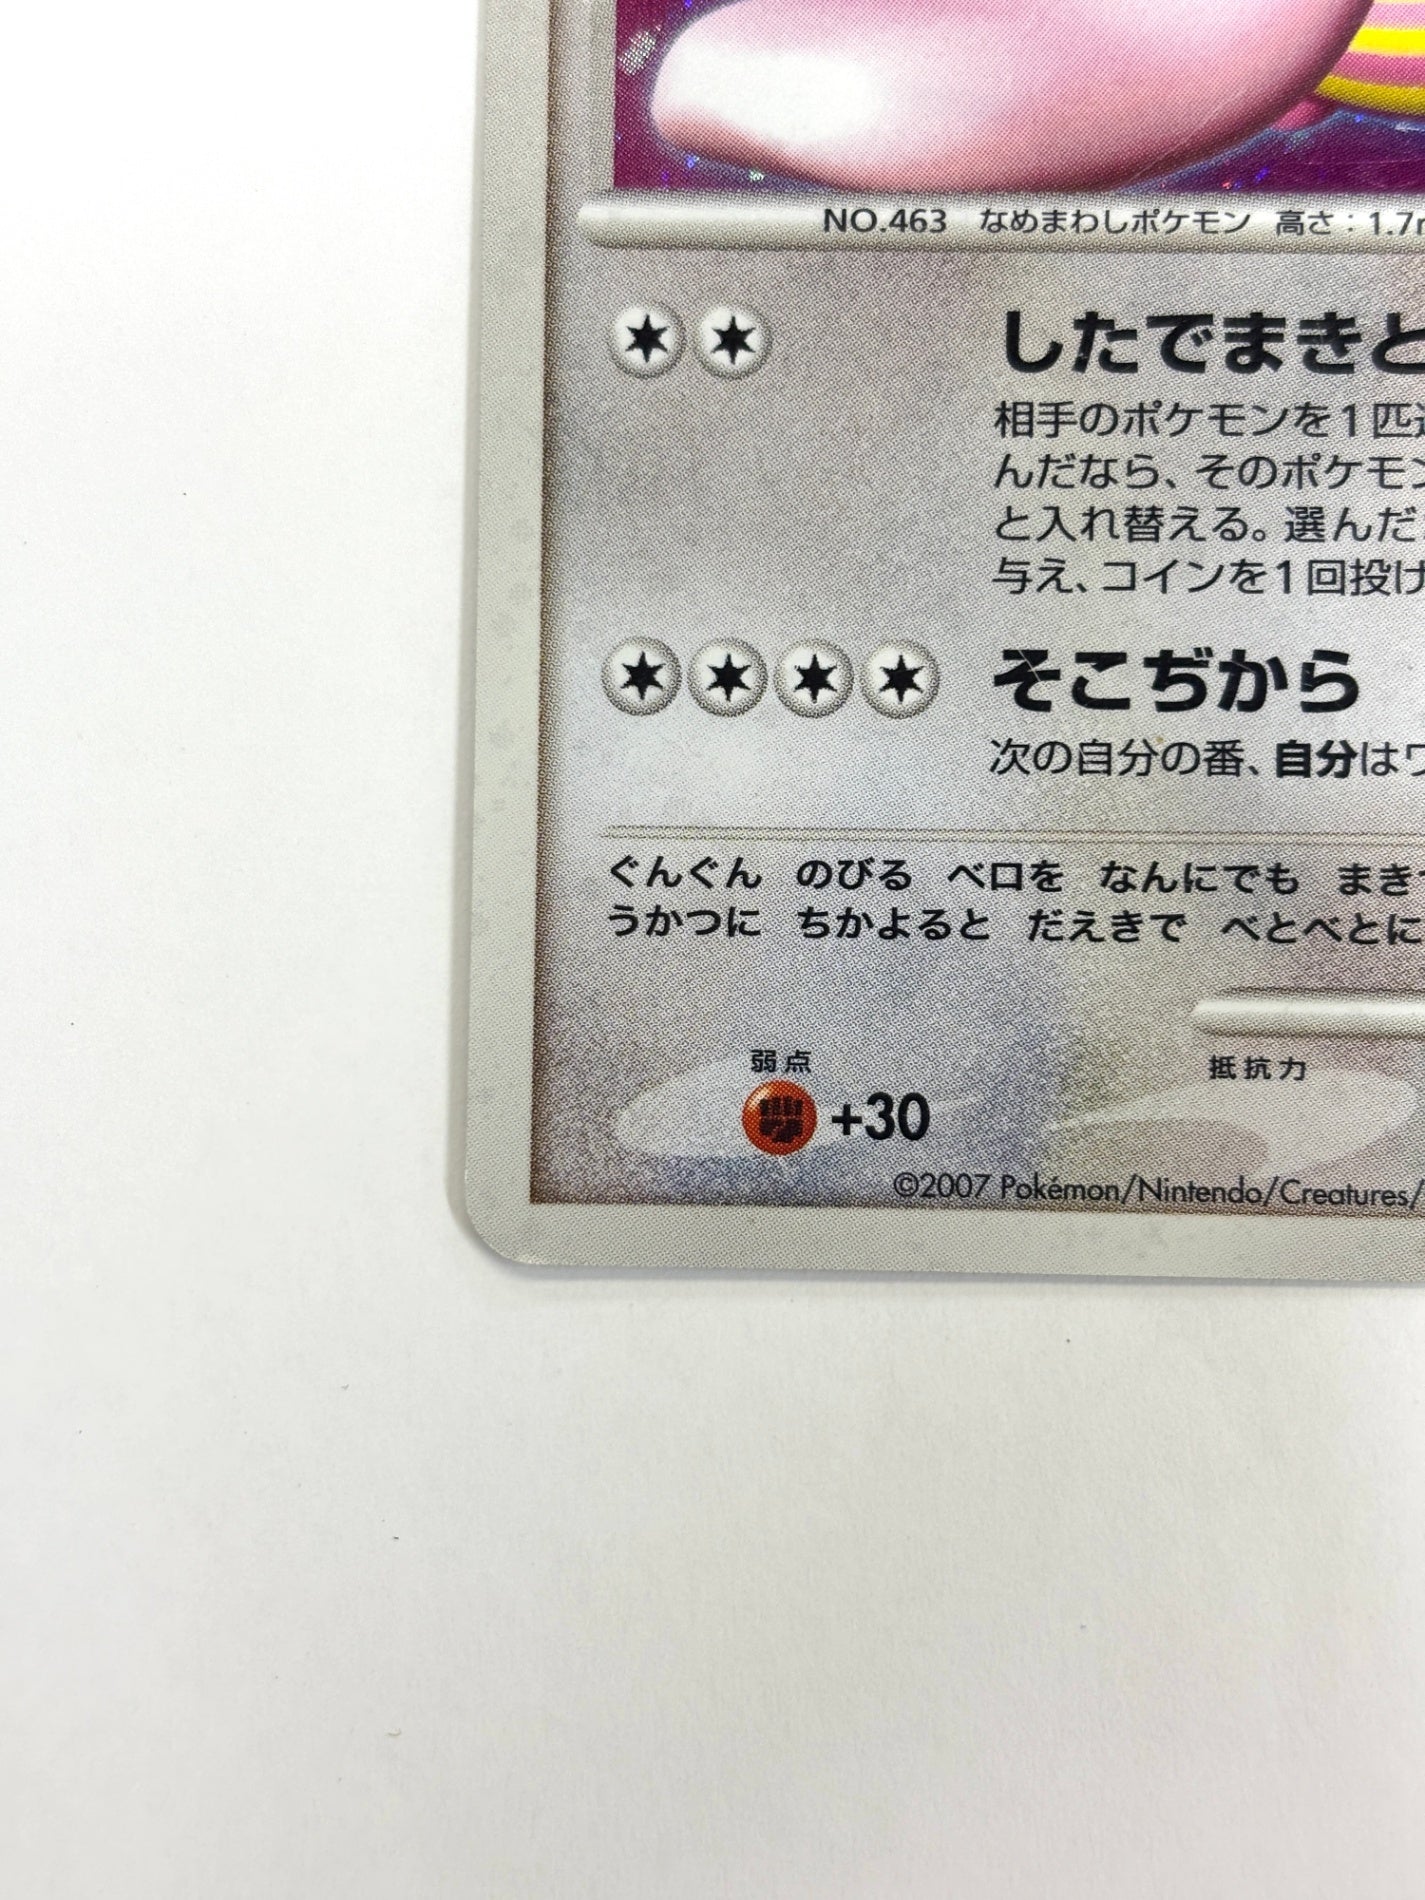 NO.463 なめまわしポケモン 高さ：1.7
したでまきと
相手のポケモンを1匹
んだなら、そのポケモン
と入れ替える。選んだ
与え、コインを1回投げ
そこぢから
次の自分の番、自分はワ
ぐんぐん のびる ベロを なんにでも まき
うかつに ちかよると だえきで べとべとに
弱点
抵抗力
+30
©2007 Pokémon/Nintendo/Creatures/